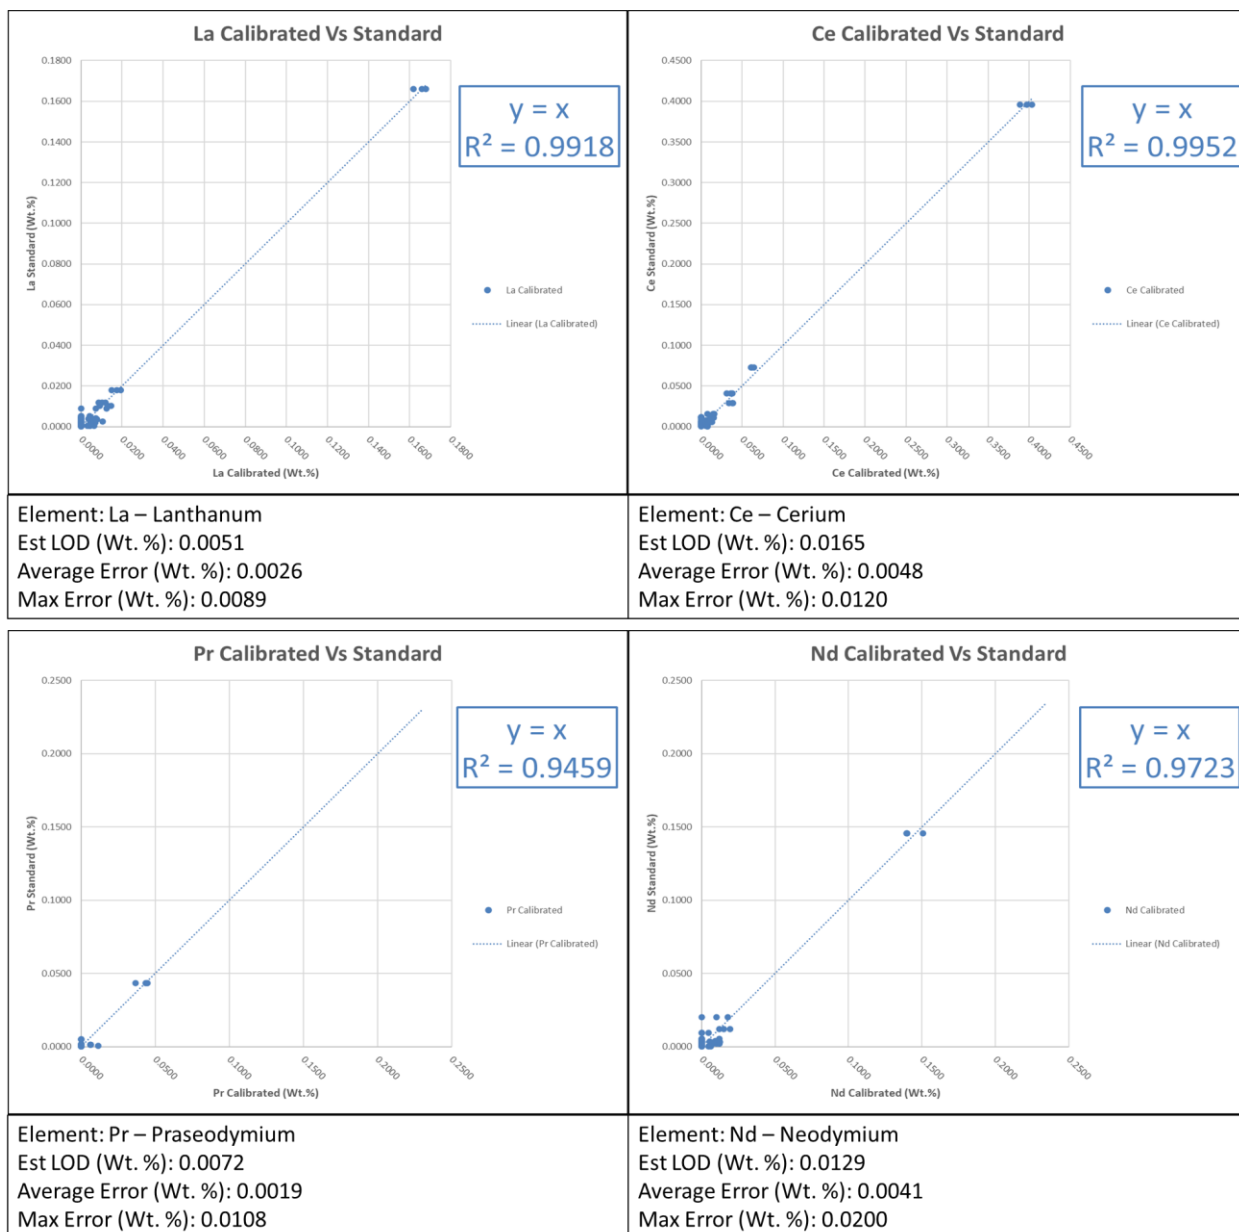 La Calibrated Vs Standard
0.1800
0.1600
0.1400
0.1200
0.1000
0.0800
0.0600
0.0400
0.0200
0.0000
La Standard (Wt.%)
0.0000
0.0200
0.0400
0.0600
0.0800
0.1000
0.1200
0.1400
0.1600
0.1800
La Calibrated (Wt.%)
y = x
R² = 0.9918
La Calibrated
Linear (La Calibrated)
Ce Calibrated Vs Standard
0.4500
0.4000
0.3500
0.3000
0.2500
0.2000
0.1500
0.1000
0.0500
0.0000
Ce Standard (Wt.%)
0.0000
0.0500
0.1000
0.1500
0.2000
0.2500
0.3000
0.3500
0.4000
0.4500
Ce Calibrated (Wt.%)
y = x
R² = 0.9952
Ce Calibrated
Linear (Ce Calibrated)
Element: La – Lanthanum
Est LOD (Wt. %): 0.0051
Average Error (Wt. %): 0.0026
Max Error (Wt. %): 0.0089
Element: Ce – Cerium
Est LOD (Wt. %): 0.0165
Average Error (Wt. %): 0.0048
Max Error (Wt. %): 0.0120
Pr Calibrated Vs Standard
0.2500
0.2000
0.1500
0.1000
0.0500
0.0000
Pr Standard (Wt.%)
0.0000
0.0500
0.1000
0.1500
0.2000
0.2500
Pr Calibrated (Wt.%)
y = x
R² = 0.9459
Pr Calibrated
Linear (Pr Calibrated)
Nd Calibrated Vs Standard
0.2500
0.2000
0.1500
0.1000
0.0500
0.0000
Nd Standard (Wt.%)
0.0000
0.0500
0.1000
0.1500
0.2000
0.2500
Nd Calibrated (Wt.%)
y = x
R² = 0.9723
Nd Calibrated
Linear (Nd Calibrated)
Element: Pr – Praseodymium
Est LOD (Wt. %): 0.0072
Average Error (Wt. %): 0.0019
Max Error (Wt. %): 0.0108
Element: Nd – Neodymium
Est LOD (Wt. %): 0.0129
Average Error (Wt. %): 0.0041
Max Error (Wt. %): 0.0200